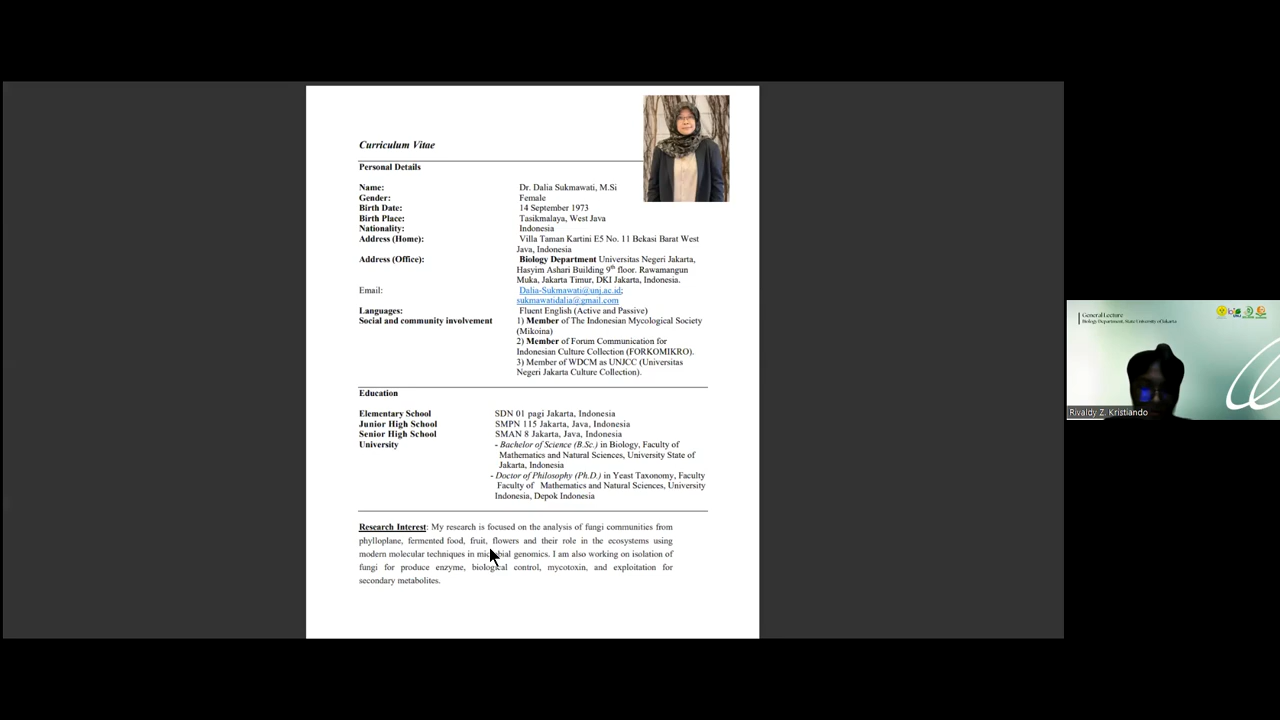 Curriculum Vitae
Personal Details
Name: Dr. Dalia Sukmawati, M.Si
Gender: Female
Birth Date: 14 September 1973
Birth Place: Tasikmalaya, West Java
Nationality: Indonesia
Address (Home): Villa Taman Kartini E5 No. 11 Bekasi Barat West
Java, Indonesia
Address (Office): Biology Department Universitas Negeri Jakarta,
Hasyim Ashari Building 9th floor. Rawamangun
Muka, Jakarta Timur, DKI Jakarta, Indonesia.
Email: Dalia-Sukmawati@unj.ac.id;
sukmawatidalia@gmail.com
Languages: Fluent English (Active and Passive)
Social and community involvement 1) Member of The Indonesian Mycological Society
(Mikoina)
2) Member of Forum Communication for
Indonesian Culture Collection (FORKOMIKRO).
3) Member of WDCM as UNJCC (Universitas
Negeri Jakarta Culture Collection).
Education
Elementary School SDN 01 pagi Jakarta, Indonesia
Junior High School SMPN 115 Jakarta, Java, Indonesia
Senior High School SMAN 8 Jakarta, Java, Indonesia
University - Bachelor of Science (B.Sc.) in Biology, Faculty of
Mathematics and Natural Sciences, University State of
Jakarta, Indonesia
- Doctor of Philosophy (Ph.D.) in Yeast Taxonomy, Faculty
Faculty of Mathematics and Natural Sciences, University
Indonesia, Depok Indonesia
Research Interest: My research is focused on the analysis of fungi communities from
phylloplane, fermented food, fruit, flowers and their role in the ecosystems using
modern molecular techniques in microbial genomics. I am also working on isolation of
fungi for produce enzyme, biological control, mycotoxin, and exploitation for
secondary metabolites.
General Lecture
Biology Department, State University of Jakarta
Rivaldy Z. Kristiando